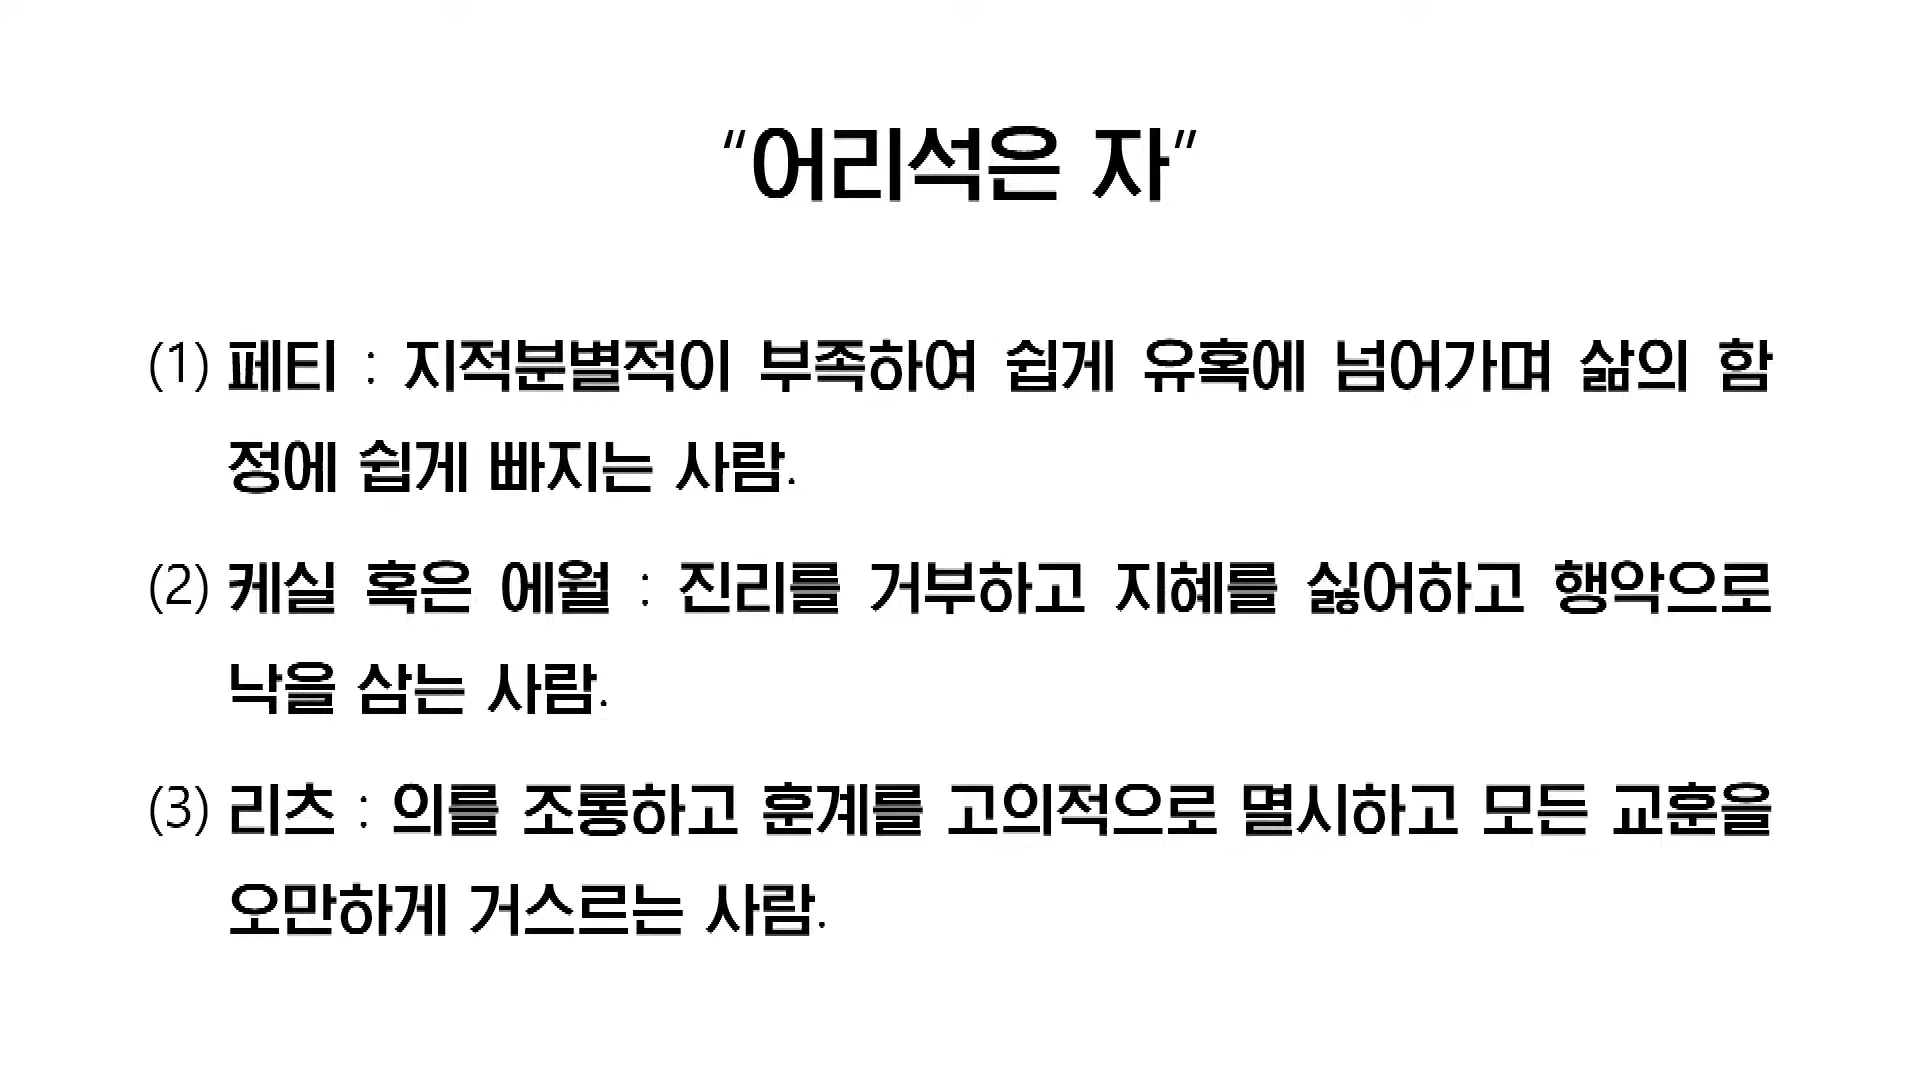 “어리석은 자”
(1) 페티 : 지적분별적이 부족하여 쉽게 유혹에 넘어가며 삶의 함
정에 쉽게 빠지는 사람.
(2) 케실 혹은 에윌 : 진리를 거부하고 지혜를 싫어하고 행악으로
낙을 삼는 사람.
(3) 리츠 : 의를 조롱하고 훈계를 고의적으로 멸시하고 모든 교훈을
오만하게 거스르는 사람.